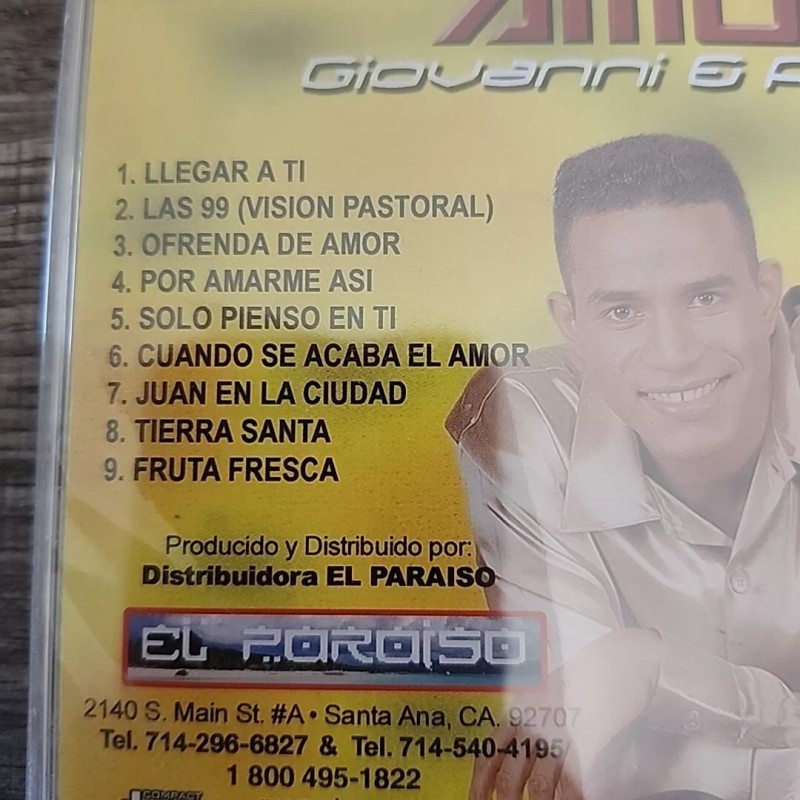 Giovanni &
1. LLEGAR A TI
2. LAS 99 (VISION PASTORAL)
3. OFRENDA DE AMOR
4. POR AMARME ASI
5. SOLO PIENSO EN TI
6. CUANDO SE ACABA EL AMOR
7. JUAN EN LA CIUDAD
8. TIERRA SANTA
9. FRUTA FRESCA
Producido y Distribuido por:
Distribuidora EL PARAISO
EL PARAISO
2140 S. Main St. #A • Santa Ana, CA. 92707
Tel. 714-296-6827 & Tel. 714-540-4195
1 800 495-1822
COMPACT